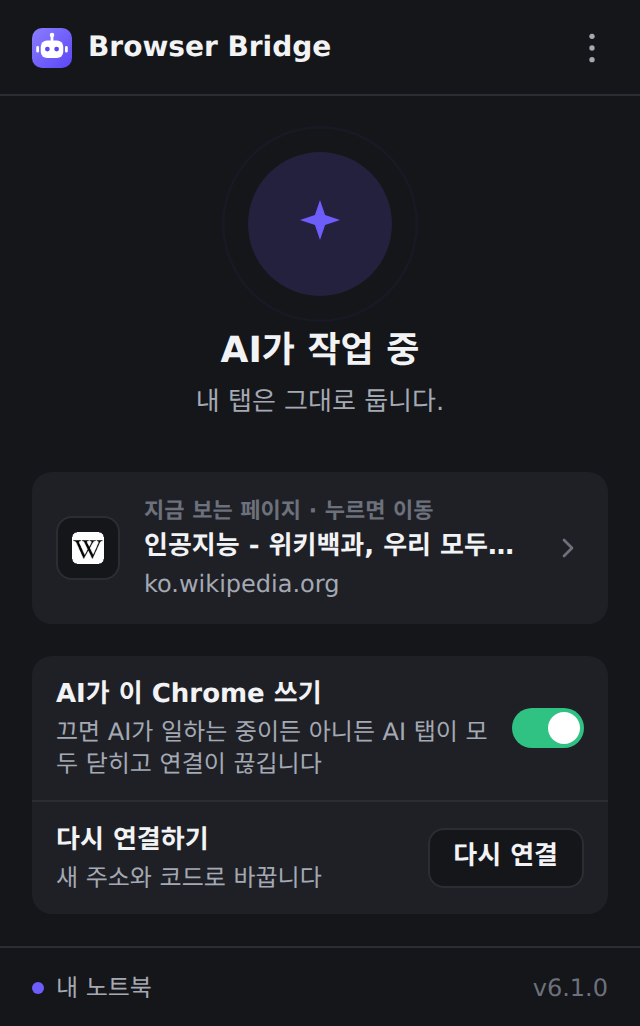 Browser Bridge
AI가 작업 중
내 탭은 그대로 둡니다.
지금 보는 페이지 · 누르면 이동
W
인공지능 - 위키백과, 우리 모두…
ko.wikipedia.org
AI가 이 Chrome 쓰기
끄면 AI가 일하는 중이든 아니든 AI 탭이 모
두 닫히고 연결이 끊깁니다
다시 연결하기
새 주소와 코드로 바꿉니다
다시 연결
내 노트북
v6.1.0